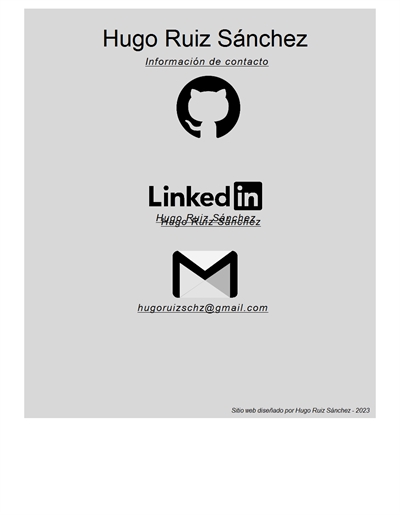 Hugo Ruiz Sánchez
Información de contacto
Linkedin
Hugo Ruiz Sánchez
Hugo Ruiz Sánchez
hugoruizschz@gmail.com
Sitio web diseñado por Hugo Ruiz Sánchez - 2023